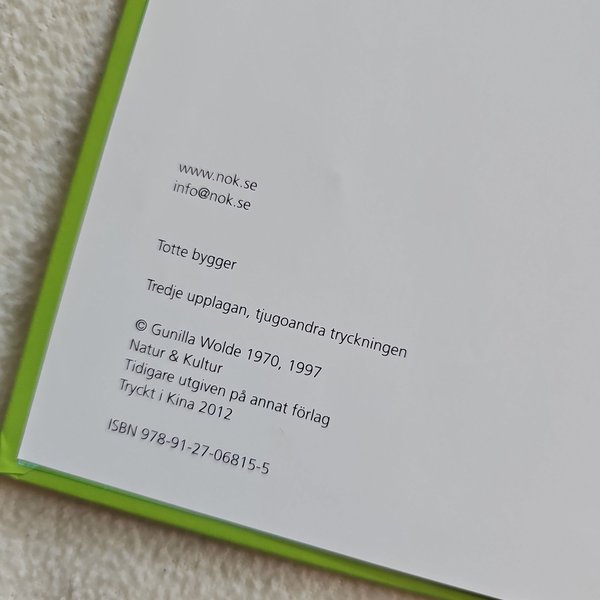 www.nok.se
info@nok.se
Totte bygger
Tredje upplagan, tjugoandra tryckningen
© Gunilla Wolde 1970, 1997
Natur & Kultur
Tidigare utgiven på annat förlag
Tryckt i Kina 2012
ISBN 978-91-27-06815-5